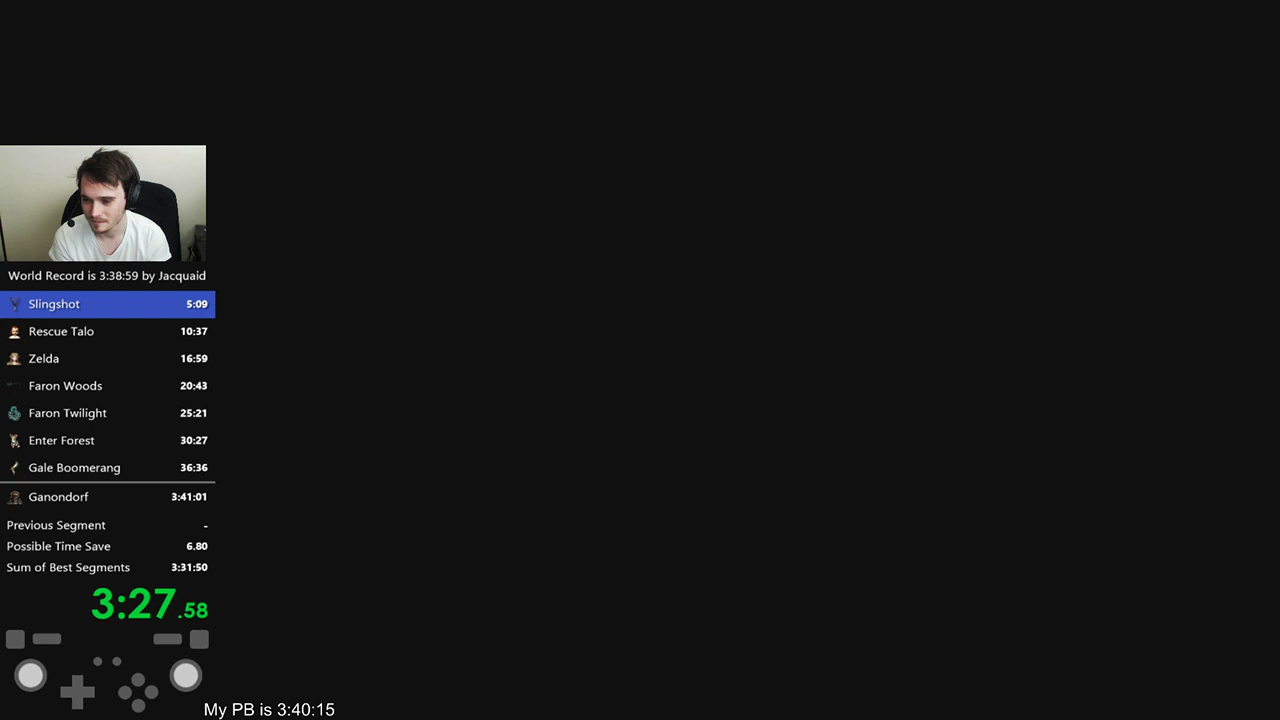 World Record is 3:38:59 by Jacquaid
Slingshot 5:09
Rescue Talo 10:37
Zelda 16:59
Faron Woods 20:43
Faron Twilight 25:21
Enter Forest 30:27
Gale Boomerang 36:36
Ganondorf 3:41:01
Previous Segment -
Possible Time Save 6.80
Sum of Best Segments 3:31:50
3:27.58
My PB is 3:40:15